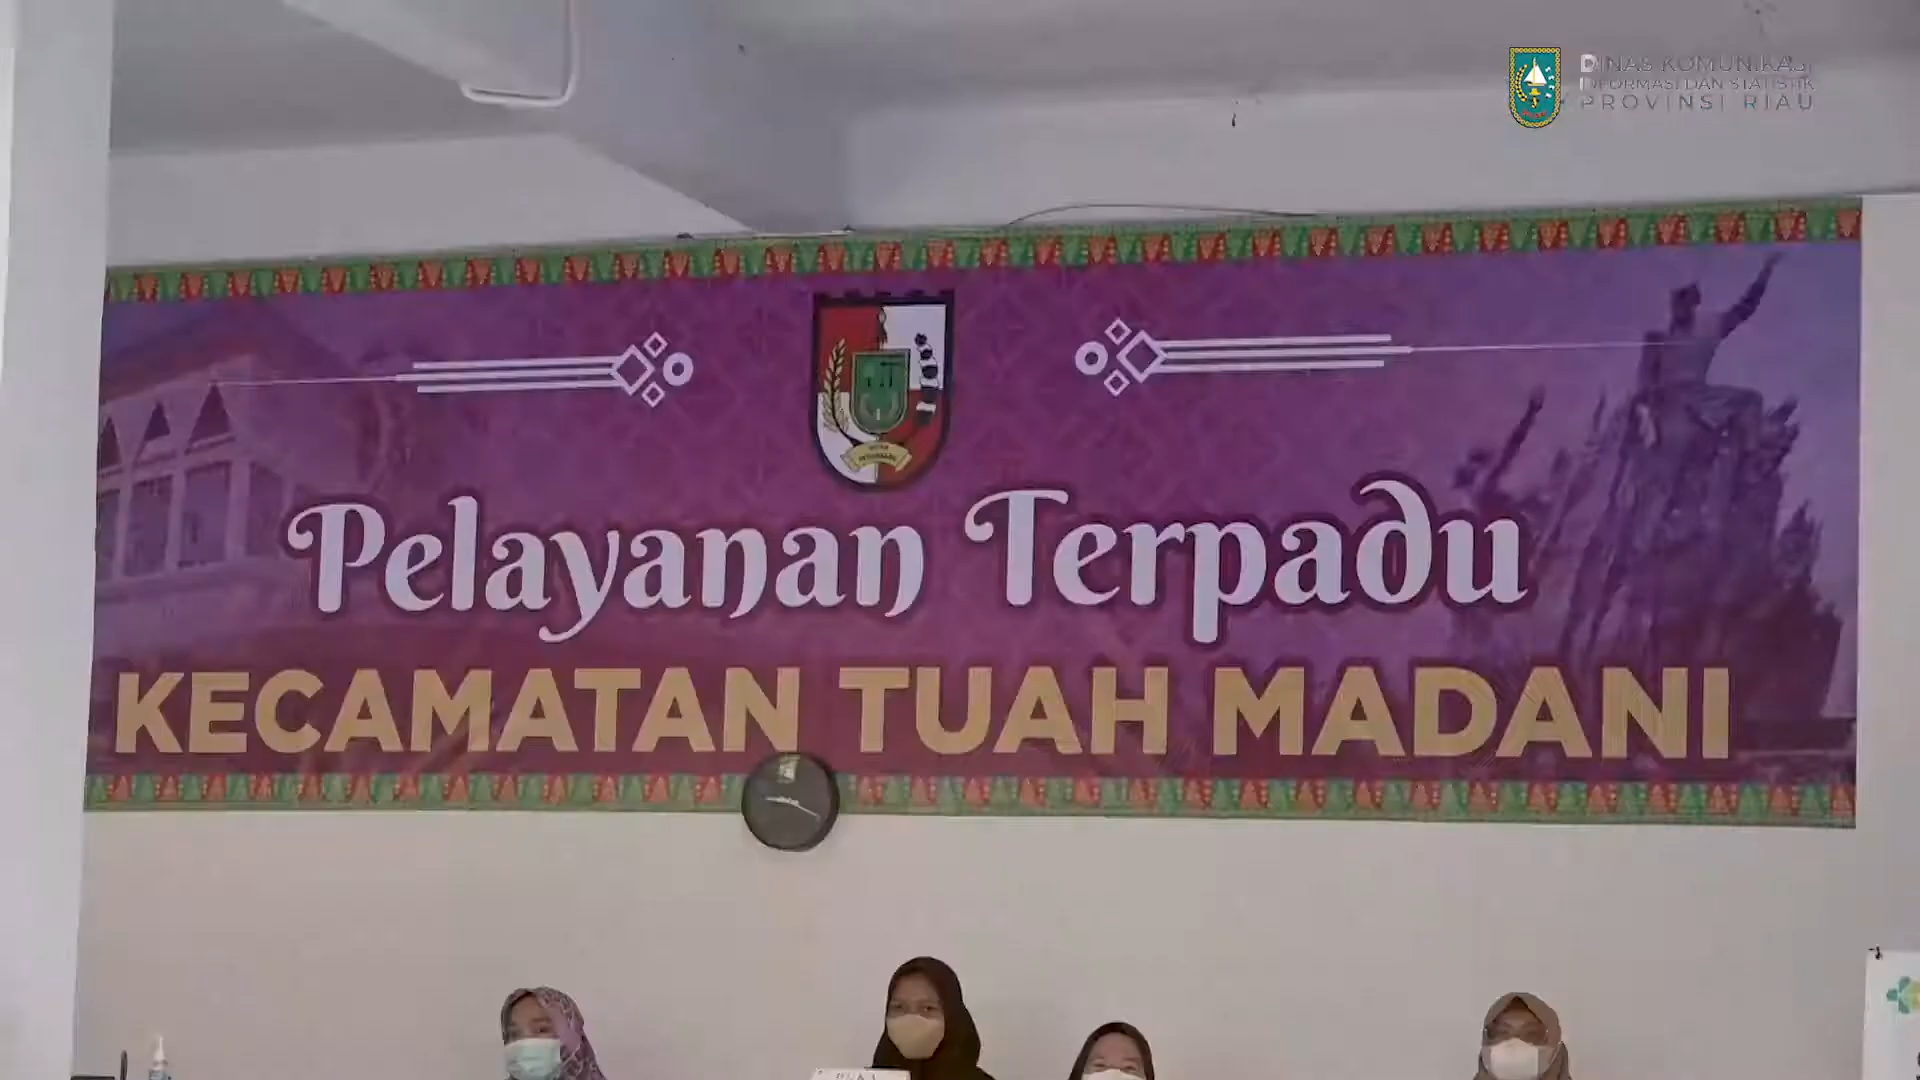 DINAS KOMUNIKASI
INFORMASI DAN STATISTIK
PROVINSI RIAU
Pelayanan Terpadu
KECAMATAN TUAH MADANI